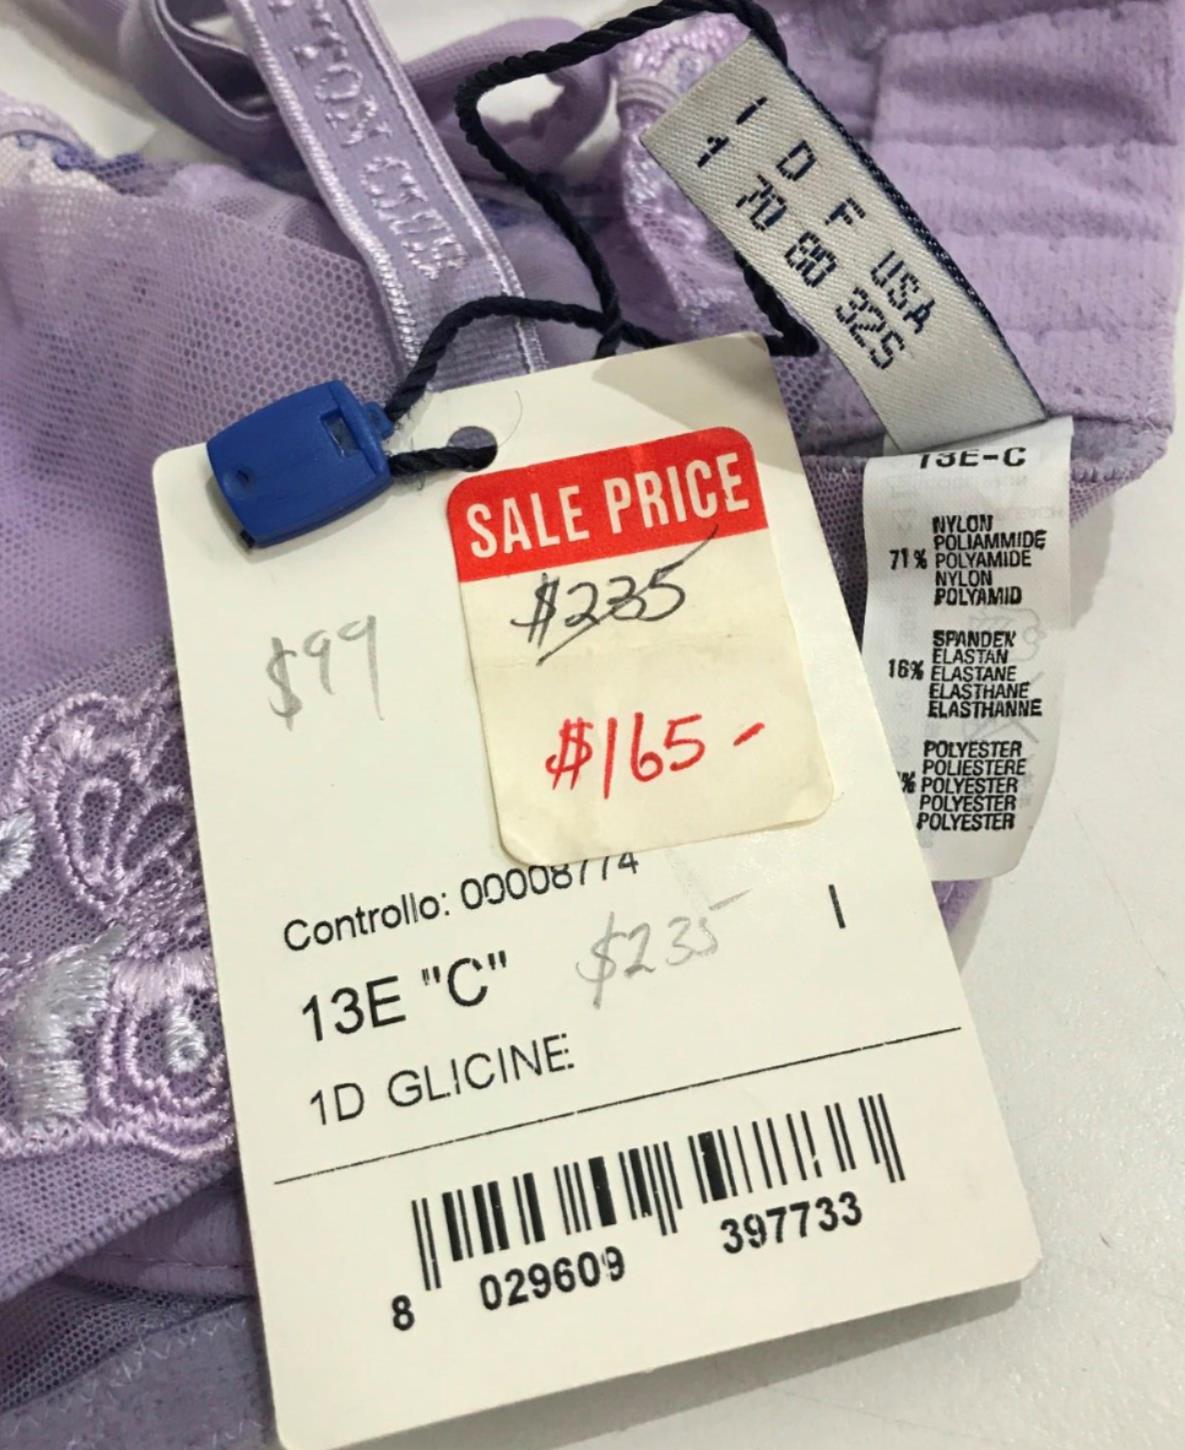 I D F USA
1 70 80 325
13E-C
NYLON
POLIAMMIDE
71% POLYAMIDE
NYLON
POLYAMID
SPANDEX
ELASTAN
16% ELASTANE
ELASTHANE
ELASTHANNE
POLYESTER
POLIESTERE
% POLYESTER
POLYESTER
POLYESTER
SALE PRICE
$235
$165-
$99
Controllo: 00008774
13E "C" $235 I
1D GLICINE
8 029609 397733